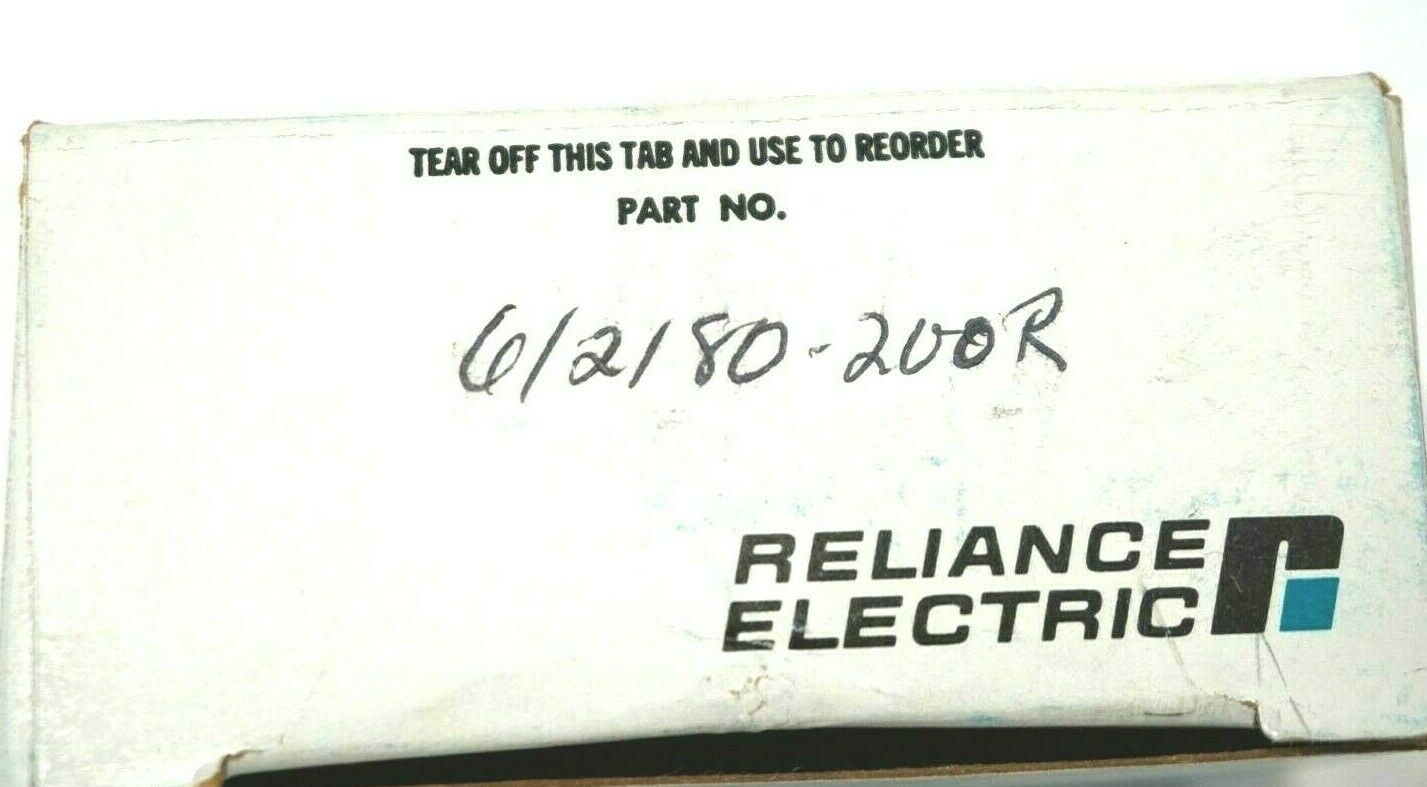 TEAR OFF THIS TAB AND USE TO REORDER
PART NO.
612180-200R
RELIANCE
ELECTRIC